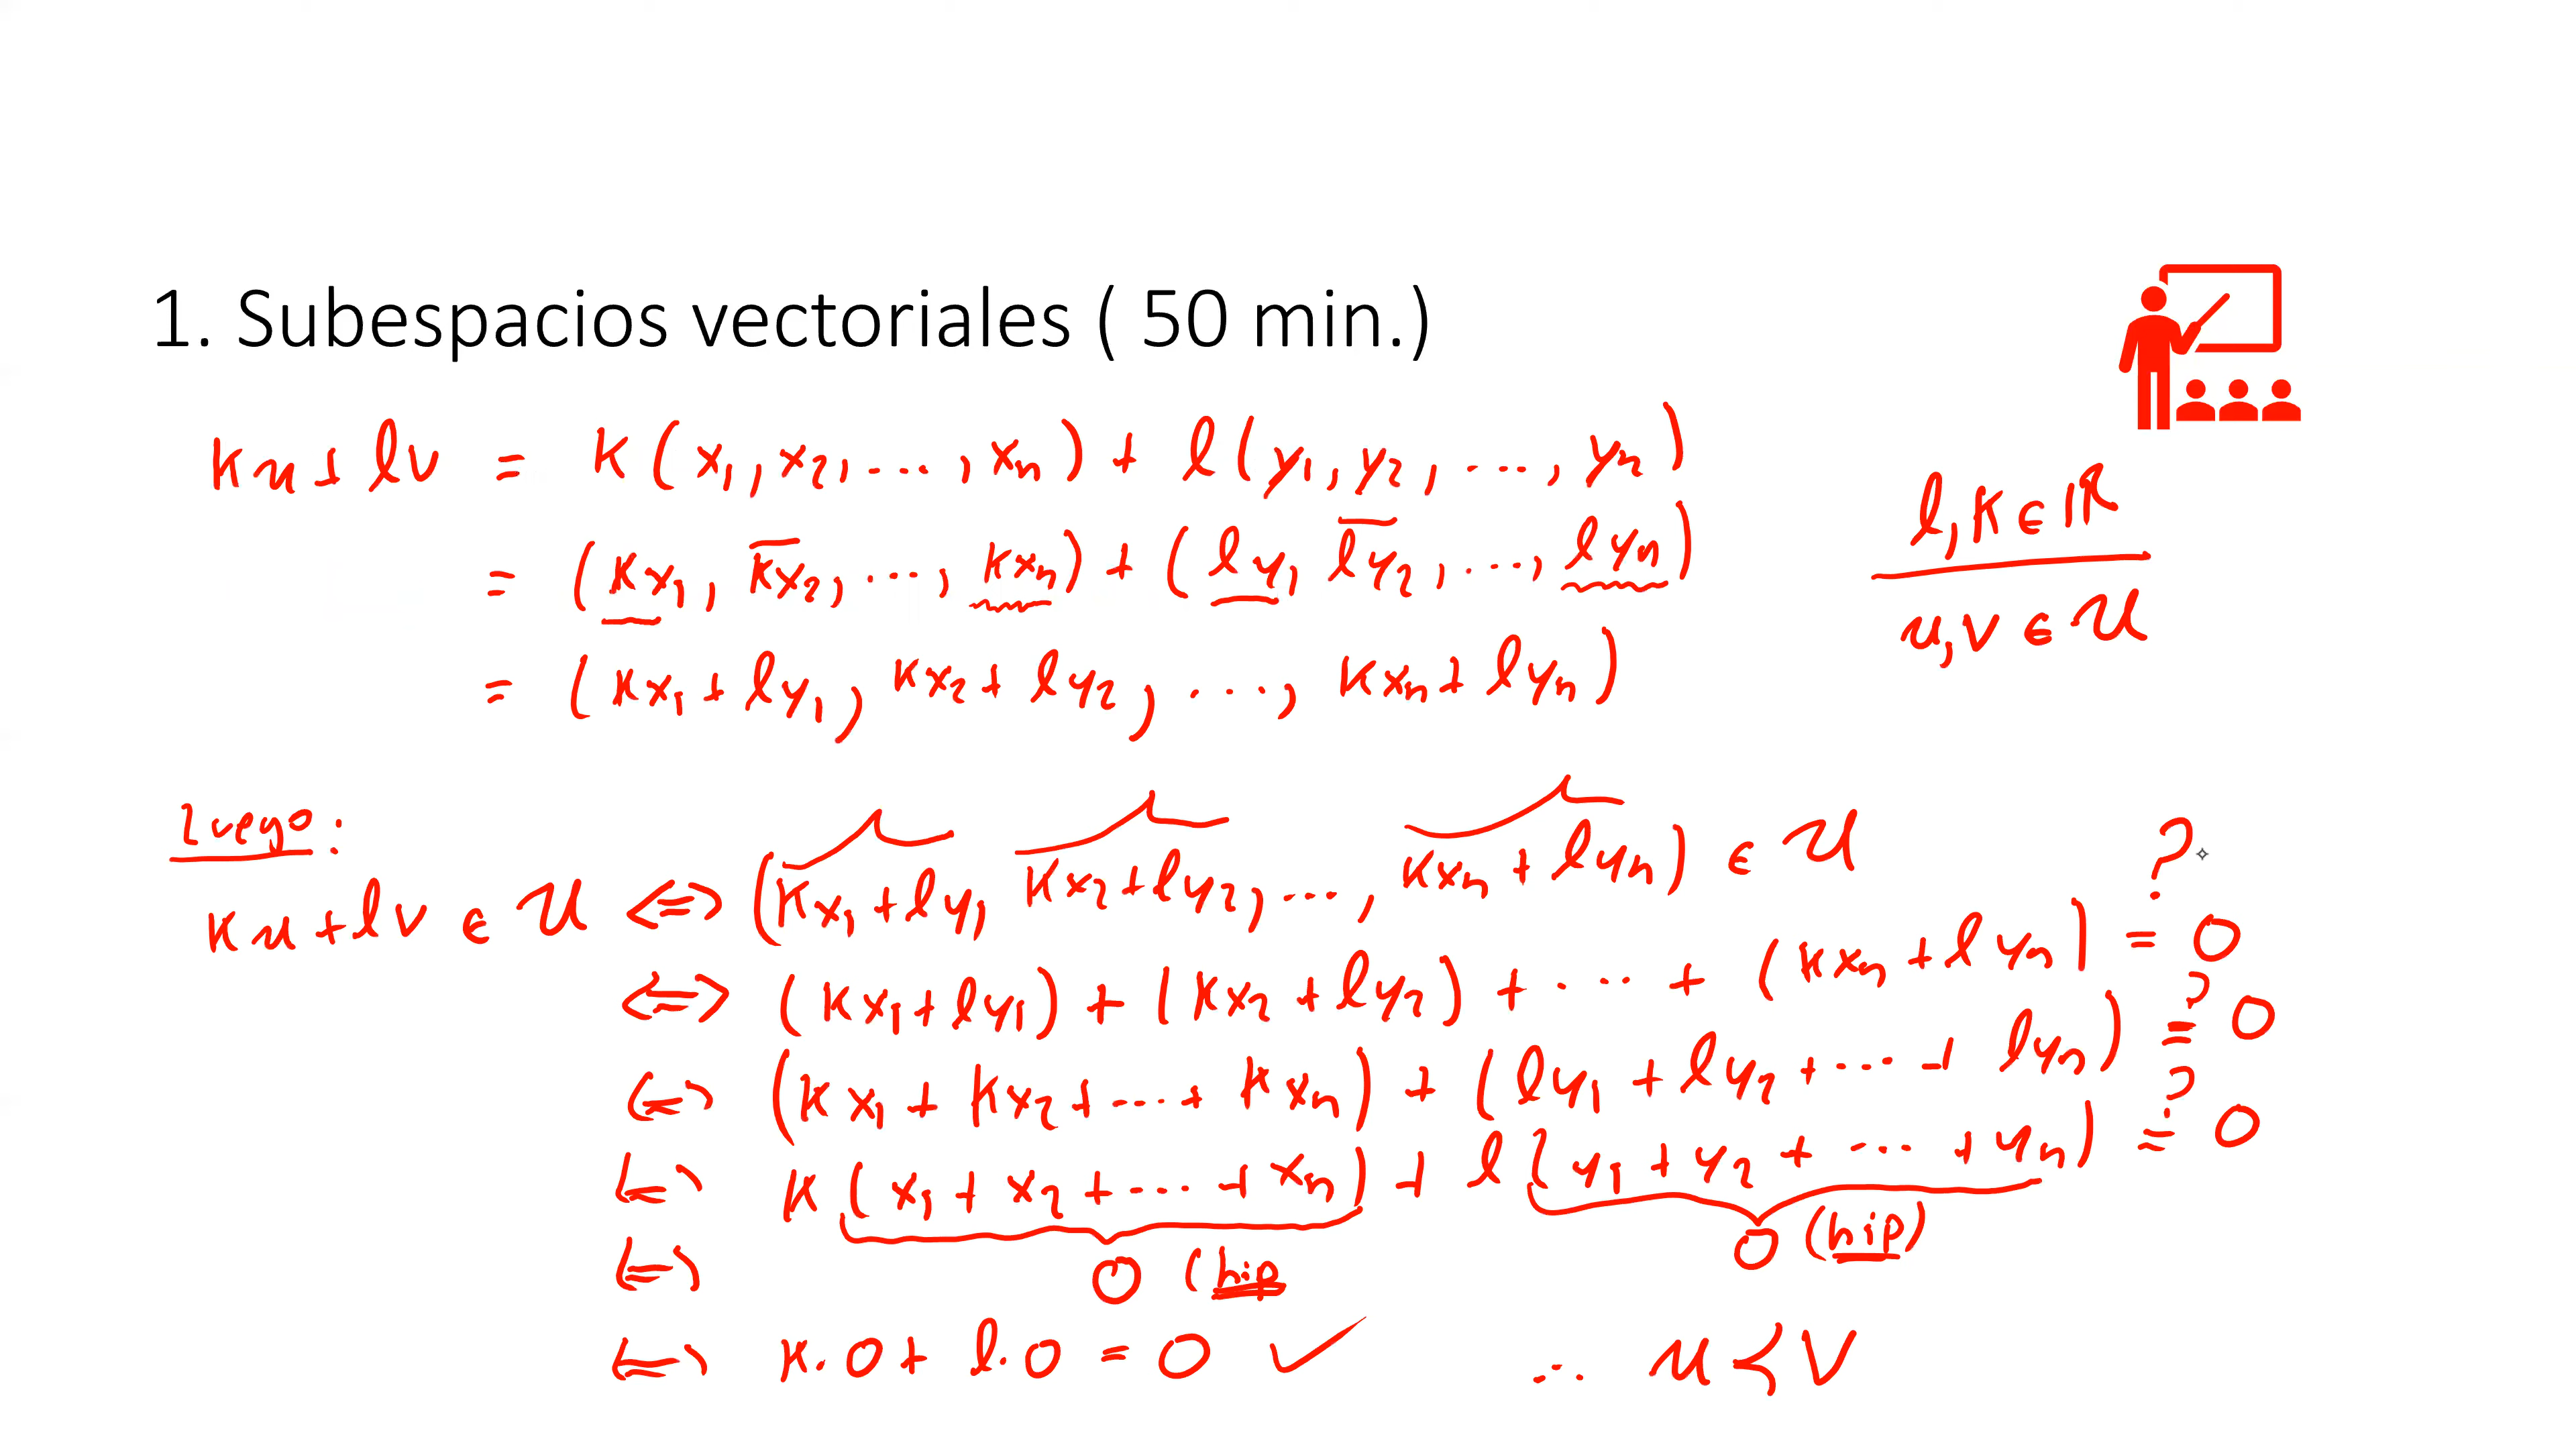 1. Subespacios vectoriales ( 50 min.)
ku + lv = k(x₁, x₂, ..., xₙ) + l(y₁, y₂, ..., yₙ)
l, k ∈ ℝ
= (kx₁, kx₂, ..., kxₙ) + (ly₁ ly₂, ..., lyₙ)
u, v ∈ U
= (kx₁ + ly₁, kx₂ + ly₂, ..., kxₙ + lyₙ)
Luego:
ku + lv ∈ U ⇔ (kx₁ + ly₁, kx₂ + ly₂, ..., kxₙ + lyₙ) ∈ U
?
⇔ (kx₁ + ly₁) + (kx₂ + ly₂) + ... + (kxₙ + lyₙ) = 0
?
⇔ (kx₁ + kx₂ + ... + kxₙ) + (ly₁ + ly₂ + ... + lyₙ) = 0
?
⇔ k(x₁ + x₂ + ... + xₙ) + l(y₁ + y₂ + ... + yₙ) = 0
⇔ 0 (hip 0 (hip)
⇔ k·0 + l·0 = 0 ✓ ∴ U ≺ V